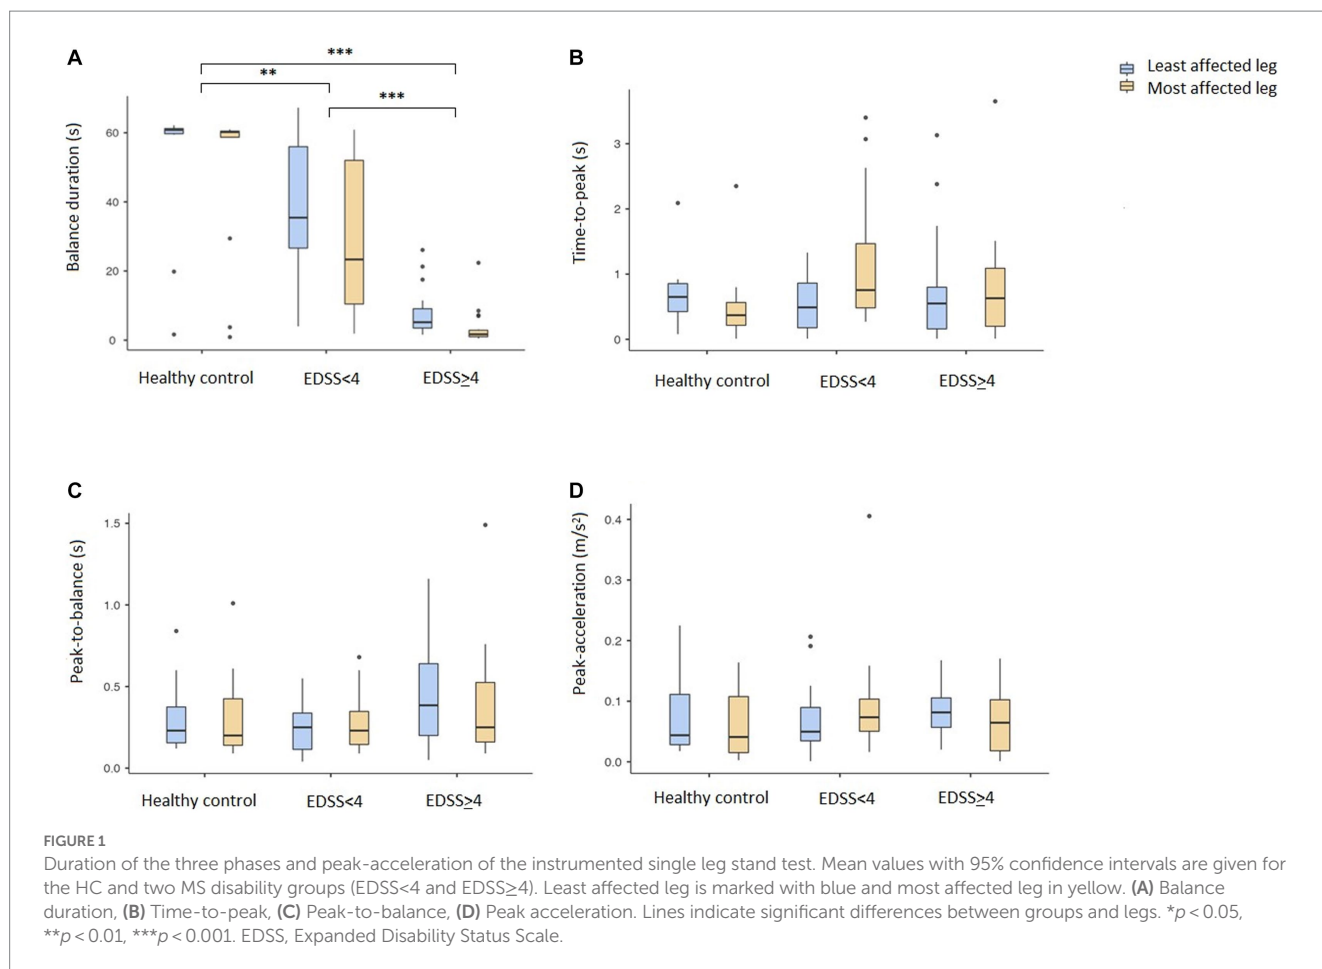 A
***
**
***
Balance duration (s)
60
40
20
0
Healthy control
EDSS<4
EDSS≥4
B
Time-to-peak (s)
3
2
1
0
Healthy control
EDSS<4
EDSS≥4
Least affected leg
Most affected leg
C
Peak-to-balance (s)
1.5
1.0
0.5
0.0
Healthy control
EDSS<4
EDSS≥4
D
Peak-acceleration (m/s²)
0.4
0.3
0.2
0.1
0.0
Healthy control
EDSS<4
EDSS≥4
FIGURE 1
Duration of the three phases and peak-acceleration of the instrumented single leg stand test. Mean values with 95% confidence intervals are given for
the HC and two MS disability groups (EDSS<4 and EDSS≥4). Least affected leg is marked with blue and most affected leg in yellow. (A) Balance
duration, (B) Time-to-peak, (C) Peak-to-balance, (D) Peak acceleration. Lines indicate significant differences between groups and legs. *p < 0.05,
**p < 0.01, ***p < 0.001. EDSS, Expanded Disability Status Scale.